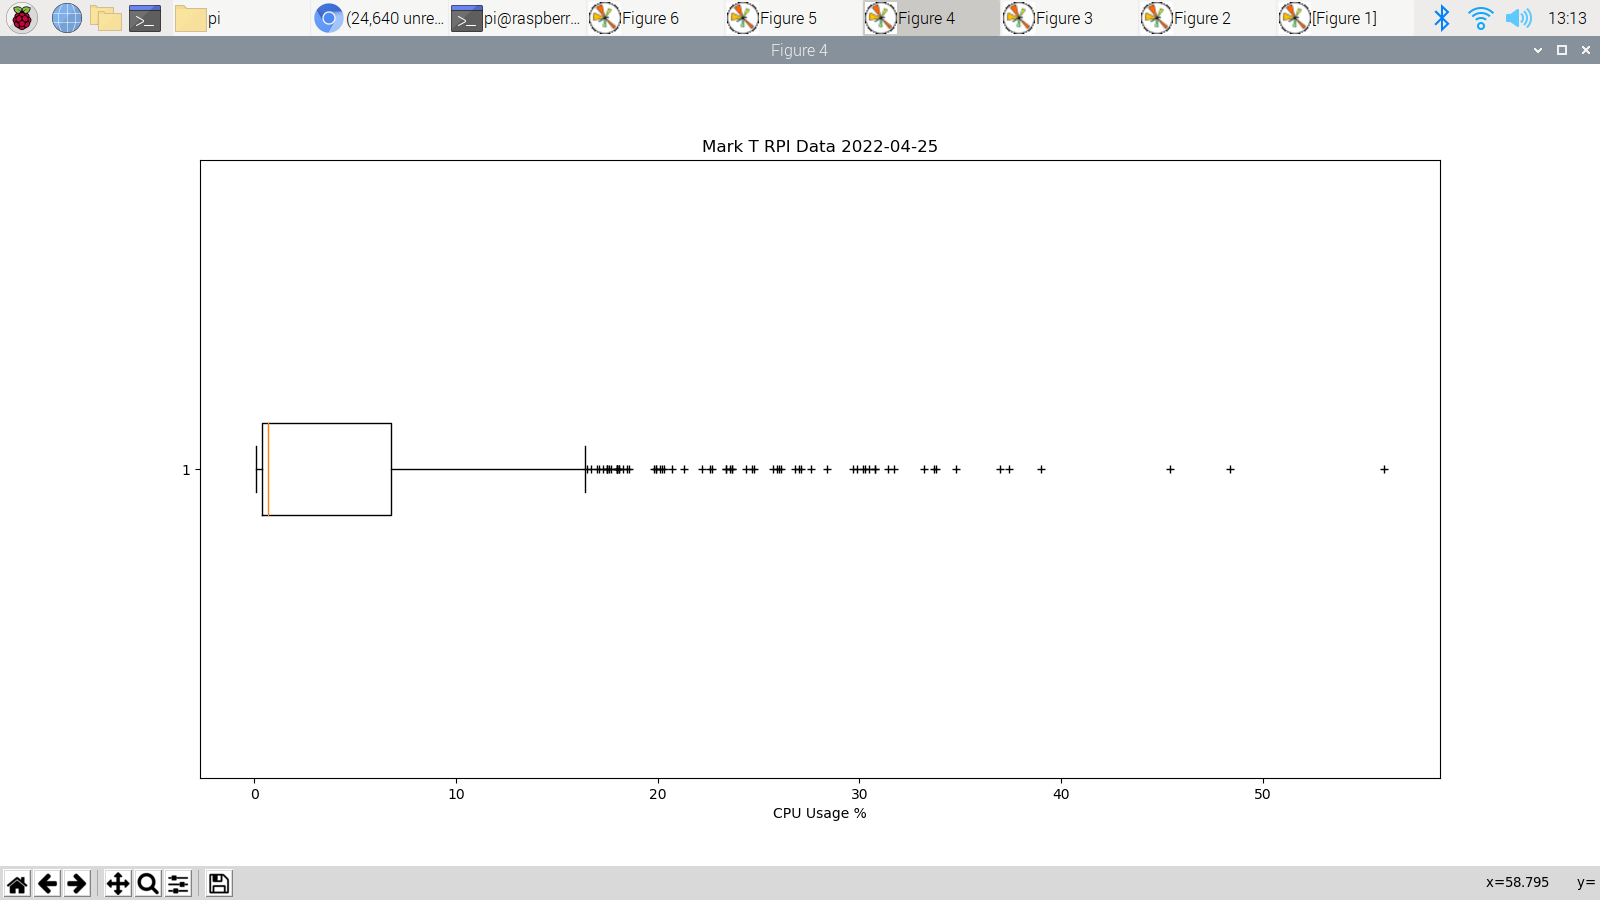 pi (24,640 unre... pi@raspberr... Figure 6 Figure 5 Figure 4 Figure 3 Figure 2 [Figure 1] 13:13
Figure 4
Mark T RPI Data 2022-04-25
1
0 10 20 30 40 50
CPU Usage %
x=58.795 y=